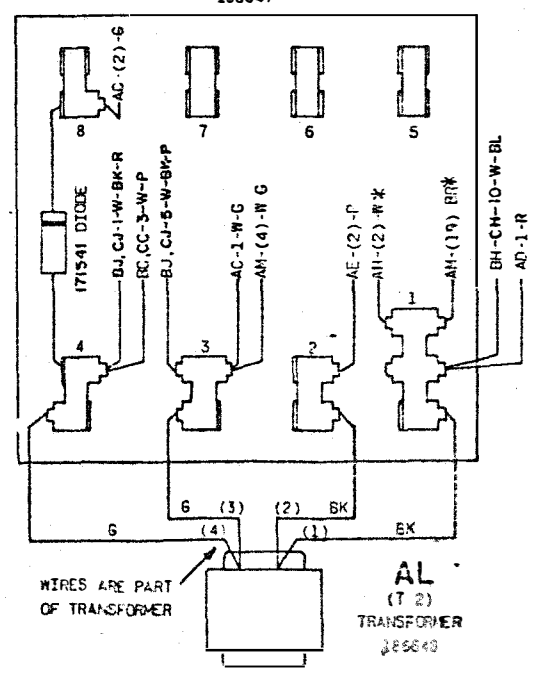 AC-(2)-G
8
7
6
5
171541 DIODE
BJ,CJ-1-W-BK-R
BC,CC-3-W-P
BJ,CJ-5-W-BK-P
AC-1-W-G
AM-(4)-W G
AE-(2)-P
AH-(2)-W*
AM-(19) BR*
BH-CH-10-W-BL
AD-1-R
4
3
2
1
G (3) (2) BK
G (4) (1) BK
WIRES ARE PART
OF TRANSFORMER
AL
(T 2)
TRANSFORMER